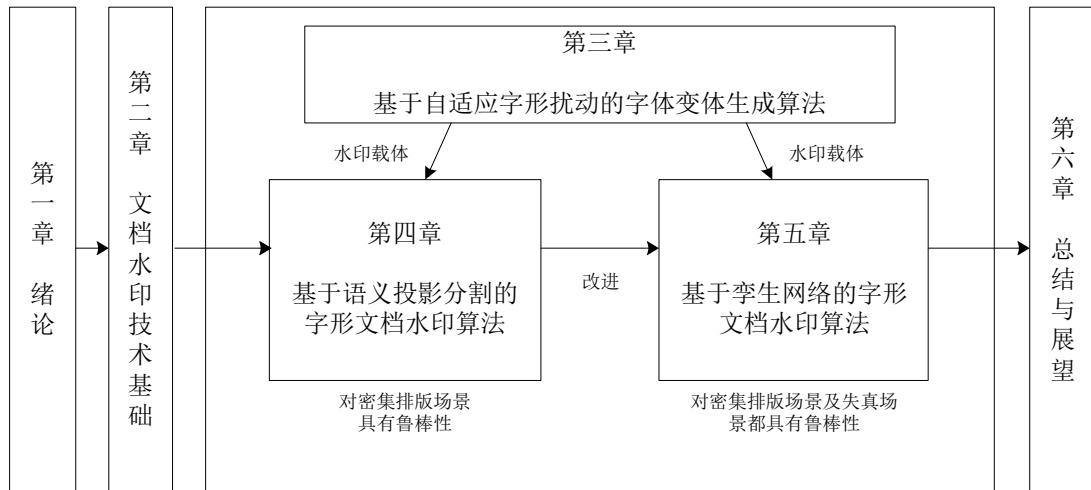 第一章 绪论
第二章 文档水印技术基础
第三章
基于自适应字形扰动的字体变体生成算法
水印载体
水印载体
第四章
基于语义投影分割的
字形文档水印算法
改进
第五章
基于孪生网络的字形
文档水印算法
对密集排版场景
具有鲁棒性
对密集排版场景及失真场
景都具有鲁棒性
第六章 总结与展望